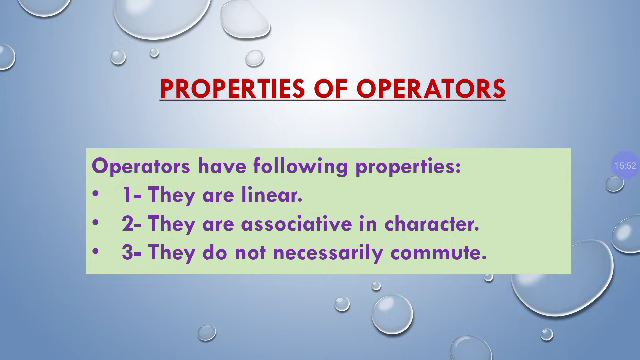 PROPERTIES OF OPERATORS
Operators have following properties:
• 1- They are linear.
• 2- They are associative in character.
• 3- They do not necessarily commute.
15:52